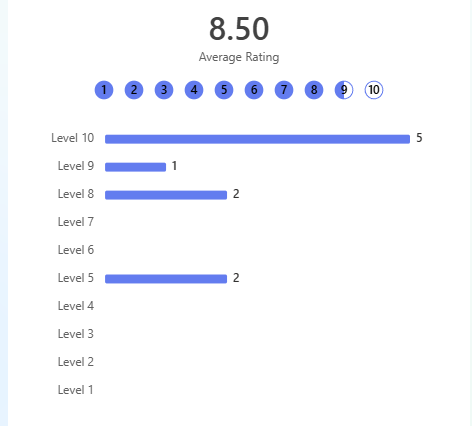 8.50
Average Rating
1 2 3 4 5 6 7 8 9 10
Level 10 5
Level 9 1
Level 8 2
Level 7
Level 6
Level 5 2
Level 4
Level 3
Level 2
Level 1